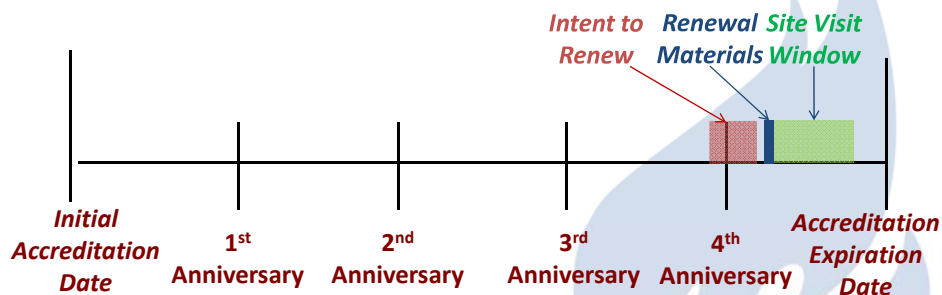 Intent to
Renew
Renewal
Materials
Site Visit
Window
Initial
Accreditation
Date
1st
Anniversary
2nd
Anniversary
3rd
Anniversary
4th
Anniversary
Accreditation
Expiration
Date